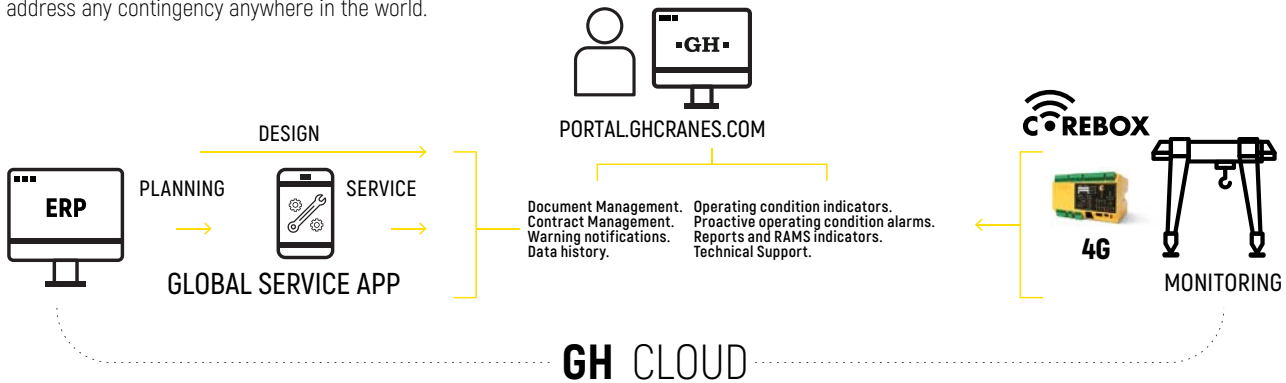 address any contingency anywhere in the world.
GH
PORTAL.GHCRANES.COM
DESIGN
ERP
PLANNING
SERVICE
GLOBAL SERVICE APP
Document Management.
Contract Management.
Warning notifications.
Data history.
Operating condition indicators.
Proactive operating condition alarms.
Reports and RAMS indicators.
Technical Support.
COREBOX
4G
MONITORING
GH CLOUD